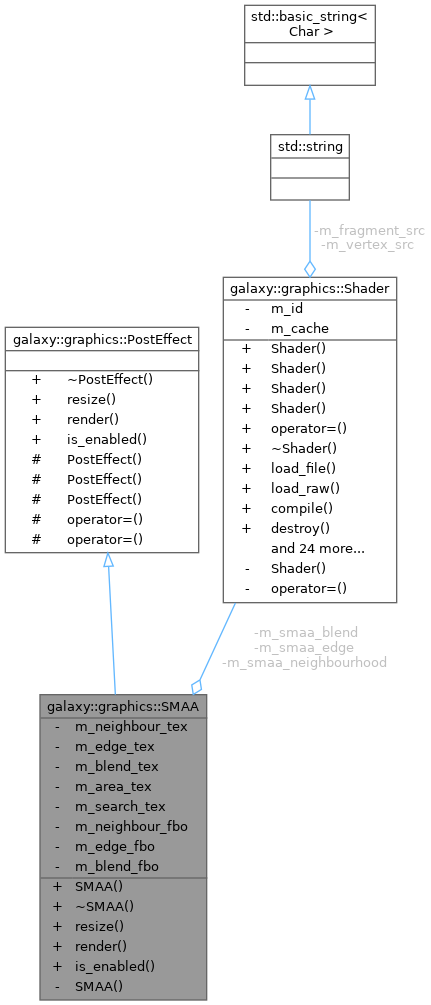 std::basic_string<
Char >
std::string
-m_fragment_src
-m_vertex_src
galaxy::graphics::Shader
- m_id
- m_cache
+ Shader()
+ Shader()
+ Shader()
+ Shader()
+ operator=()
+ ~Shader()
+ load_file()
+ load_raw()
+ compile()
+ destroy()
and 24 more...
- Shader()
- operator=()
galaxy::graphics::PostEffect
+ ~PostEffect()
+ resize()
+ render()
+ is_enabled()
# PostEffect()
# PostEffect()
# PostEffect()
# operator=()
# operator=()
-m_smaa_blend
-m_smaa_edge
-m_smaa_neighbourhood
galaxy::graphics::SMAA
- m_neighbour_tex
- m_edge_tex
- m_blend_tex
- m_area_tex
- m_search_tex
- m_neighbour_fbo
- m_edge_fbo
- m_blend_fbo
+ SMAA()
+ ~SMAA()
+ resize()
+ render()
+ is_enabled()
- SMAA()